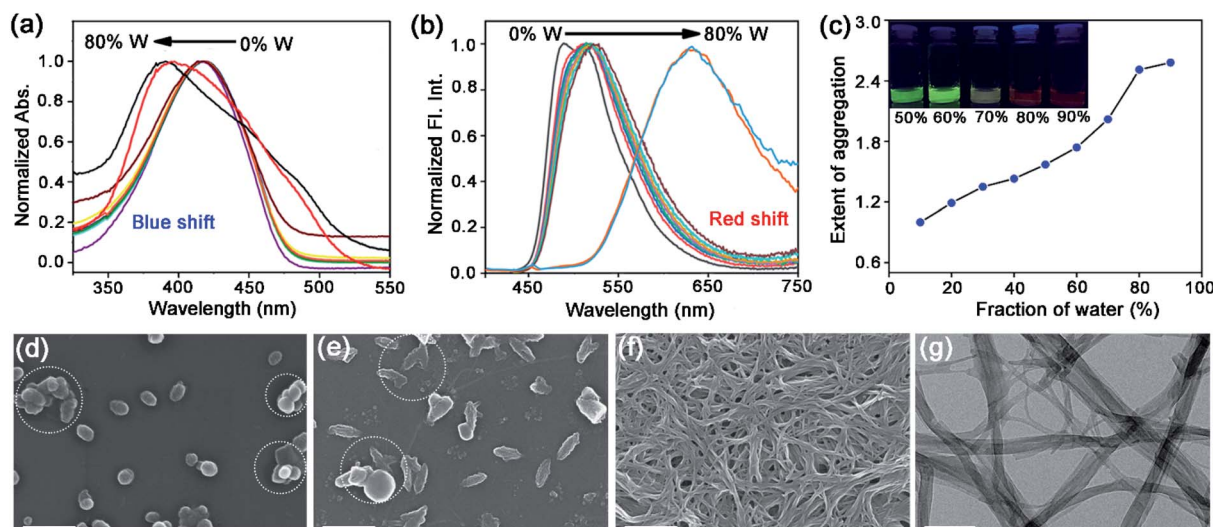 (a)
80% W
0% W
Normalized Abs.
1.0
0.8
0.6
0.4
0.2
0.0
Blue shift
350
400
450
500
550
Wavelength (nm)
(b)
0% W
80% W
Normalized Fl. Int.
1.0
0.8
0.6
0.4
0.2
0.0
Red shift
450
550
650
750
Wavelength (nm)
(c)
Extent of aggregation
3.0
2.4
1.8
1.2
0.6
50% 60% 70% 80% 90%
0 20 40 60 80 100
Fraction of water (%)
(d)
(e)
(f)
(g)